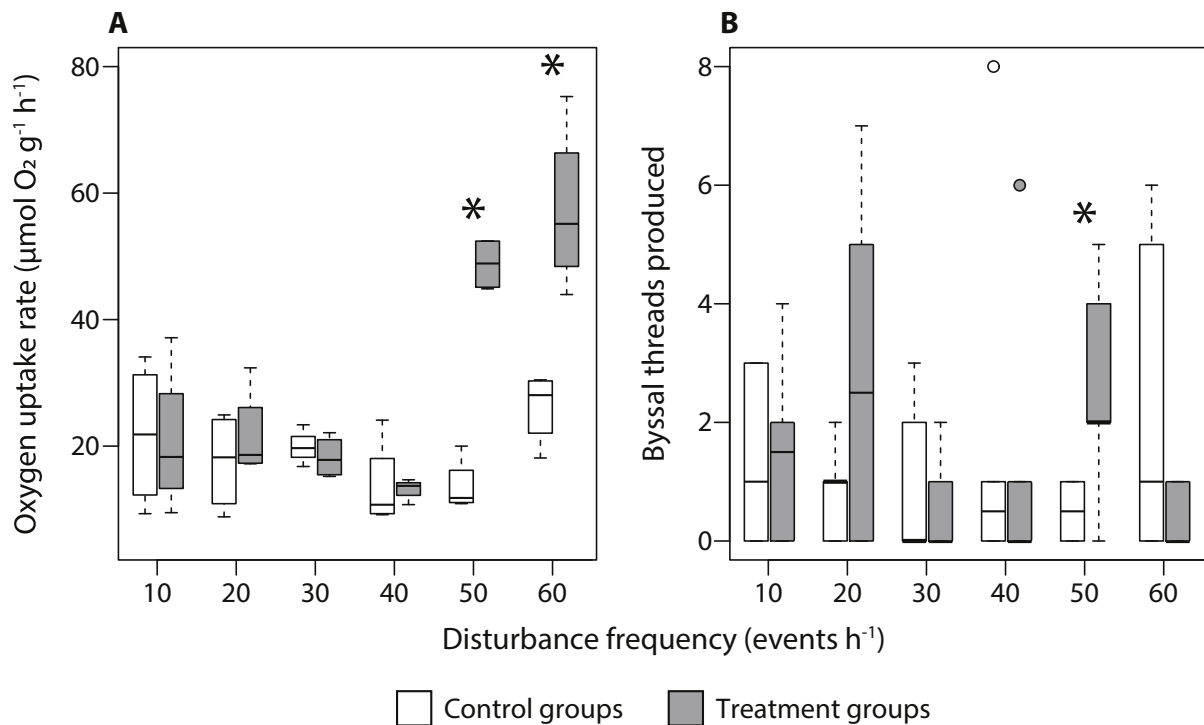 A
B
Oxygen uptake rate (µmol O₂ g⁻¹ h⁻¹)
80
60
40
20
*
*
10 20 30 40 50 60
Byssal threads produced
8
6
4
2
0
*
10 20 30 40 50 60
Disturbance frequency (events h⁻¹)
Control groups Treatment groups